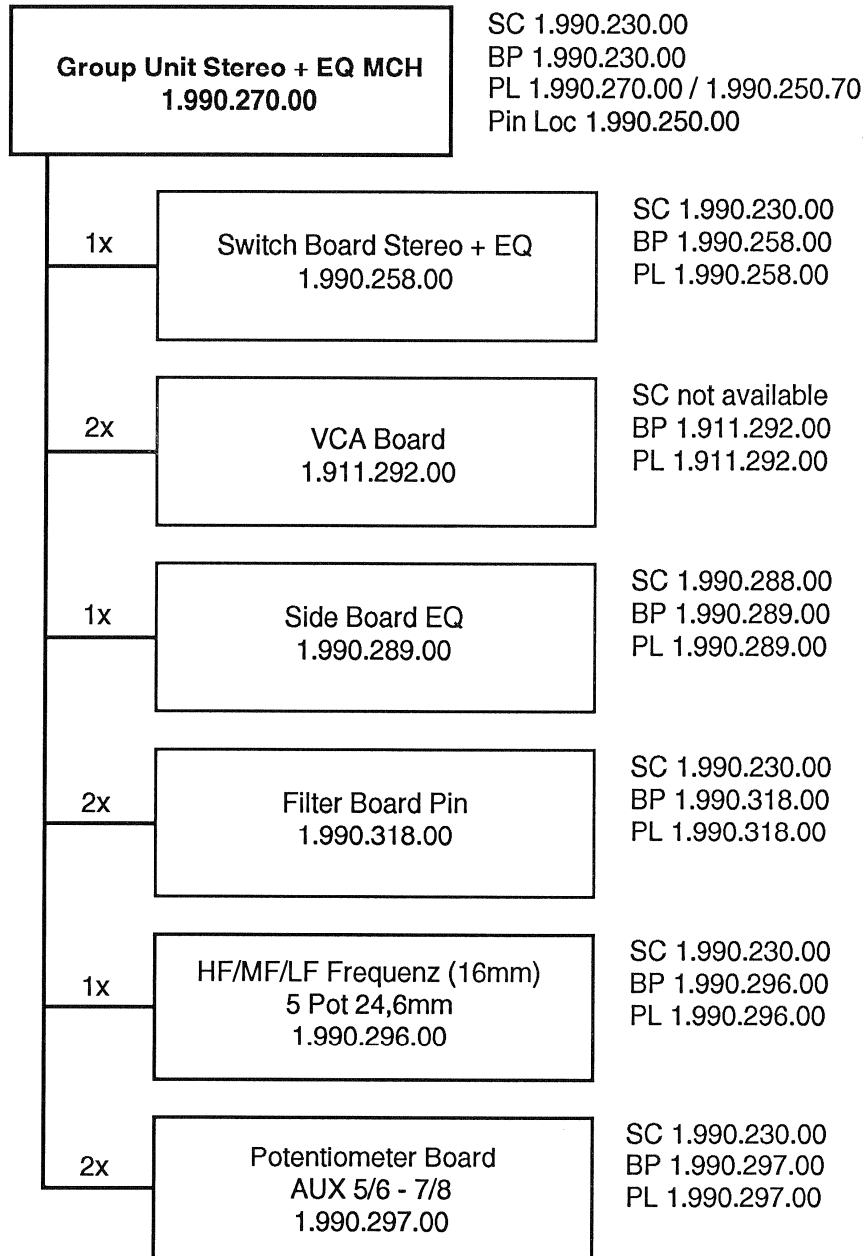 Group Unit Stereo + EQ MCH
1.990.270.00
SC 1.990.230.00
BP 1.990.230.00
PL 1.990.270.00 / 1.990.250.70
Pin Loc 1.990.250.00
1x
Switch Board Stereo + EQ
1.990.258.00
SC 1.990.230.00
BP 1.990.258.00
PL 1.990.258.00
2x
VCA Board
1.911.292.00
SC not available
BP 1.911.292.00
PL 1.911.292.00
1x
Side Board EQ
1.990.289.00
SC 1.990.288.00
BP 1.990.289.00
PL 1.990.289.00
2x
Filter Board Pin
1.990.318.00
SC 1.990.230.00
BP 1.990.318.00
PL 1.990.318.00
1x
HF/MF/LF Frequenz (16mm)
5 Pot 24,6mm
1.990.296.00
SC 1.990.230.00
BP 1.990.296.00
PL 1.990.296.00
2x
Potentiometer Board
AUX 5/6 - 7/8
1.990.297.00
SC 1.990.230.00
BP 1.990.297.00
PL 1.990.297.00